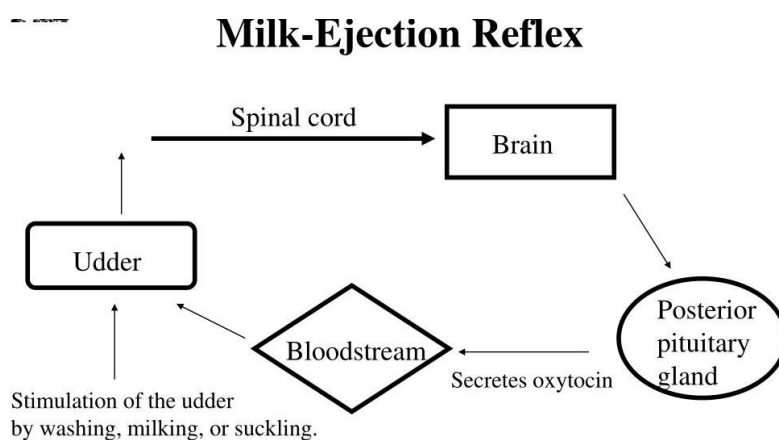 Milk-Ejection Reflex
Spinal cord
Brain
Udder
Posterior
pituitary
gland
Bloodstream
Secretes oxytocin
Stimulation of the udder
by washing, milking, or suckling.